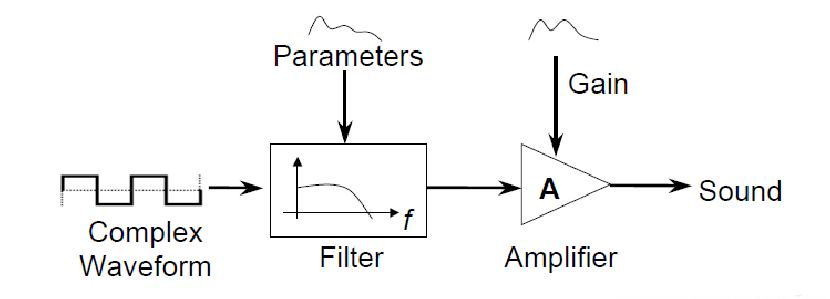 Parameters
Gain
A
Sound
f
Complex
Waveform
Filter
Amplifier